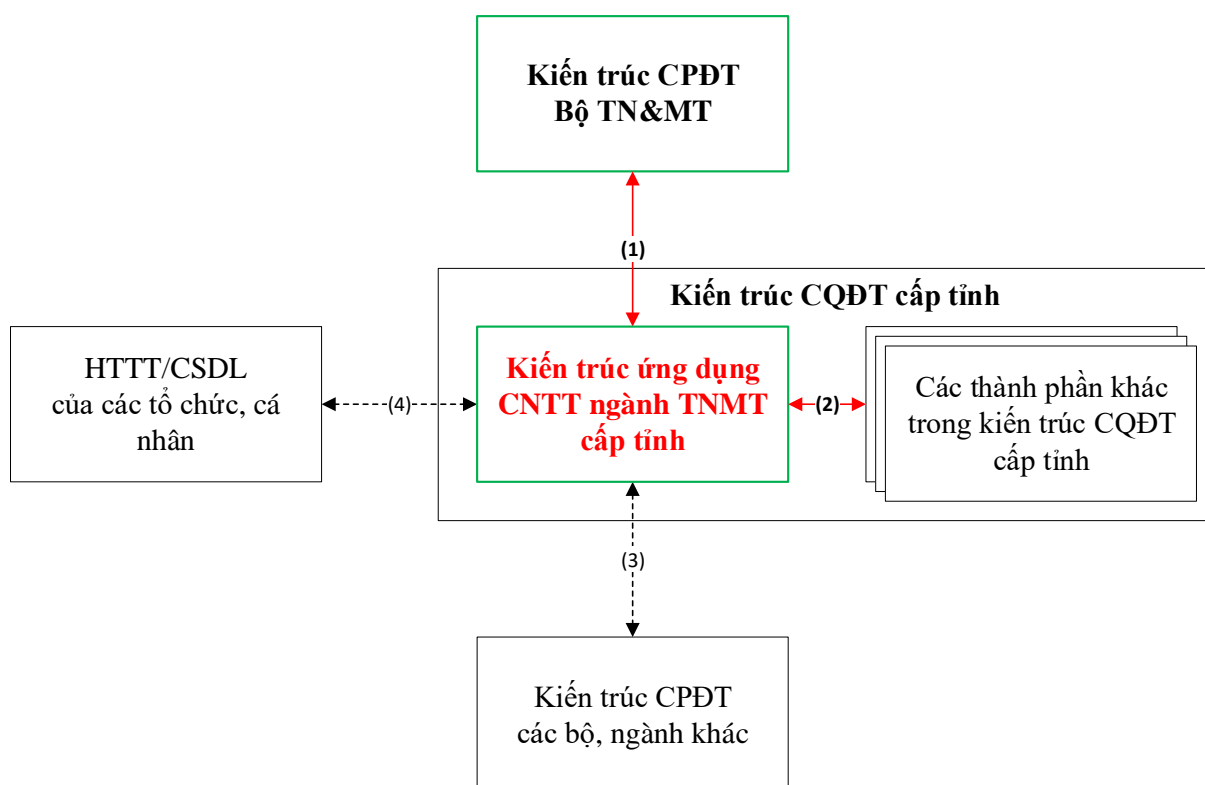 Kiến trúc CPĐT
Bộ TN&MT
(1)
Kiến trúc CQĐT cấp tỉnh
HTTT/CSDL
của các tổ chức, cá
nhân
(4)
Kiến trúc ứng dụng
CNTT ngành TNMT
cấp tỉnh
(2)
Các thành phần khác
trong kiến trúc CQĐT
cấp tỉnh
(3)
Kiến trúc CPĐT
các bộ, ngành khác